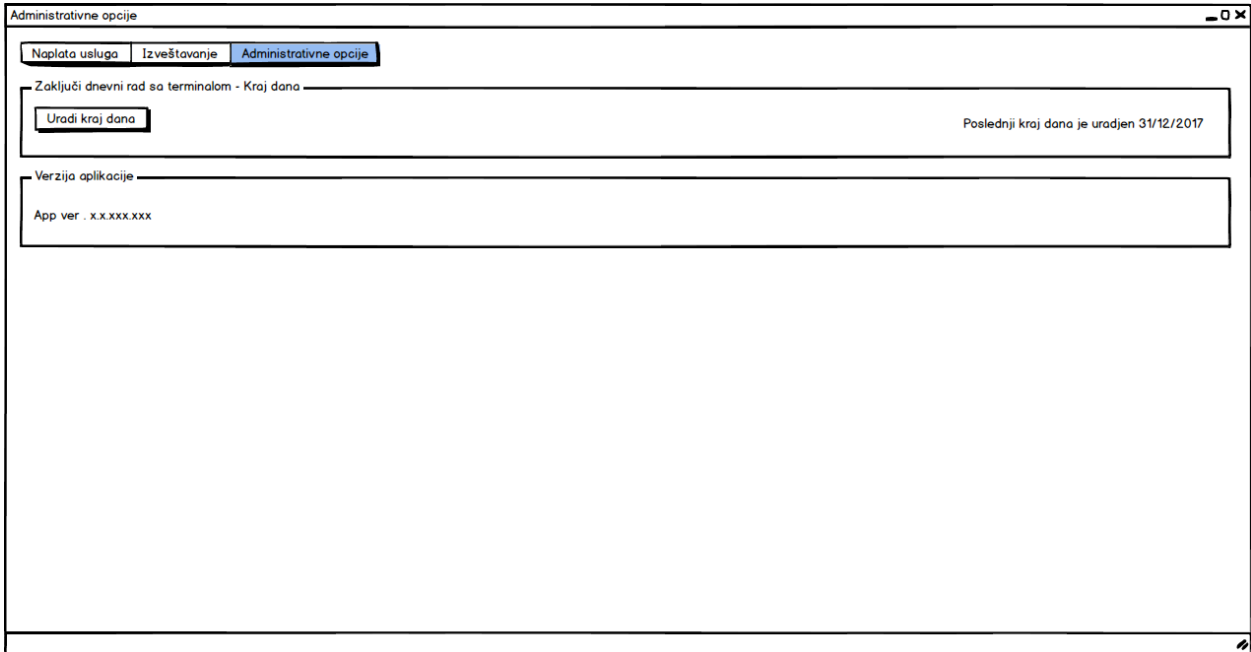 Administrativne opcije
Naplata usluga Izveštavanje Administrativne opcije
Zaključi dnevni rad sa terminalom - Kraj dana
Uradi kraj dana Poslednji kraj dana je uradjen 31/12/2017
Verzija aplikacije
App ver . x.x.xxx.xxx